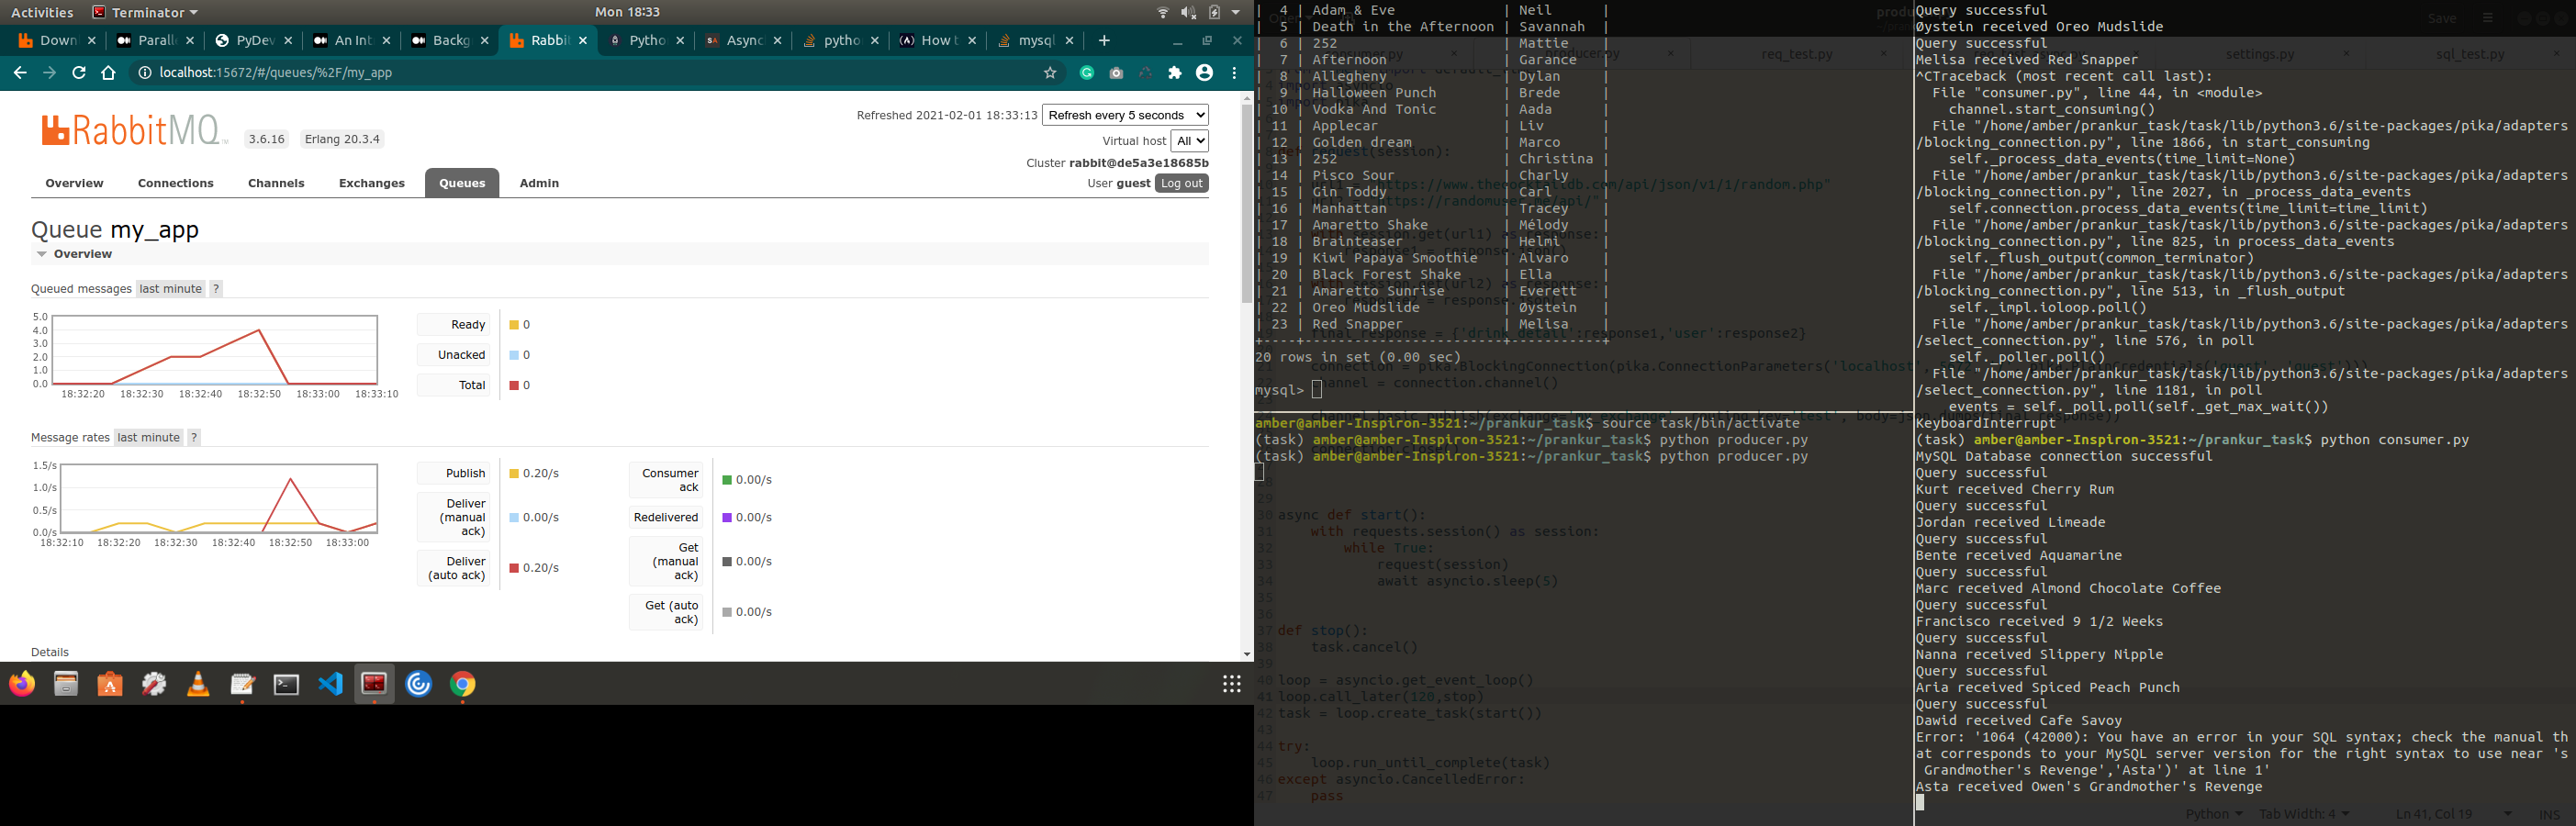 Activities Terminator Mon 18:33
Downl Paralle PyDev An Int Backg Rabbit Pytho Async pytho How t mysql
localhost:15672/#/queues/%2F/my_app
RabbitMQ 3.6.16 Erlang 20.3.4
Refreshed 2021-02-01 18:33:13 Refresh every 5 seconds
Virtual host All
Cluster rabbit@de5a3e18685b
User guest Log out
Overview Connections Channels Exchanges Queues Admin
Queue my_app
Overview
Queued messages last minute ?
5.0
4.0
3.0
2.0
1.0
0.0
18:32:20 18:32:30 18:32:40 18:32:50 18:33:00 18:33:10
Ready 0
Unacked 0
Total 0
Message rates last minute ?
1.5/s
1.0/s
0.5/s
0.0/s
18:32:10 18:32:20 18:32:30 18:32:40 18:32:50 18:33:00
Publish 0.20/s
Deliver (manual ack) 0.00/s
Deliver (auto ack) 0.20/s
Consumer ack 0.00/s
Redelivered 0.00/s
Get (manual ack) 0.00/s
Get (auto ack) 0.00/s
Details
| 4 | Adam & Eve | Neil |
| 5 | Death in the Afternoon | Savannah |
| 6 | 252 | Mattie |
| 7 | Afternoon | Garance |
| 8 | Allegheny | Dylan |
| 9 | Halloween Punch | Brede |
| 10 | Vodka And Tonic | Aada |
| 11 | Applecar | Liv |
| 12 | Golden dream | Marco |
| 13 | 252 | Christina |
| 14 | Pisco Sour | Charly |
| 15 | Gin Toddy | Carl |
| 16 | Manhattan | Tracey |
| 17 | Amaretto Shake | Mélody |
| 18 | Brainteaser | Helmi |
| 19 | Kiwi Papaya Smoothie | Alvaro |
| 20 | Black Forest Shake | Ella |
| 21 | Amaretto Sunrise | Everett |
| 22 | Oreo Mudslide | Øystein |
| 23 | Red Snapper | Melisa |
+----+------------------------+-----------+
20 rows in set (0.00 sec)
mysql>
amber@amber-Inspiron-3521:~/prankur_task$ source task/bin/activate
(task) amber@amber-Inspiron-3521:~/prankur_task$ python producer.py
(task) amber@amber-Inspiron-3521:~/prankur_task$ python producer.py
30 async def start():
31 with requests.session() as session:
32 while True:
33 request(session)
34 await asyncio.sleep(5)
35
36
37 def stop():
38 task.cancel()
39
40 loop = asyncio.get_event_loop()
41 loop.call_later(120,stop)
42 task = loop.create_task(start())
43
44 try:
45 loop.run_until_complete(task)
46 except asyncio.CancelledError:
47 pass
Query successful
Øystein received Oreo Mudslide
Query successful
Melisa received Red Snapper
^CTraceback (most recent call last):
File "consumer.py", line 44, in <module>
channel.start_consuming()
File "/home/amber/prankur_task/task/lib/python3.6/site-packages/pika/adapters
/blocking_connection.py", line 1866, in start_consuming
self._process_data_events(time_limit=None)
File "/home/amber/prankur_task/task/lib/python3.6/site-packages/pika/adapters
/blocking_connection.py", line 2027, in _process_data_events
self.connection.process_data_events(time_limit=time_limit)
File "/home/amber/prankur_task/task/lib/python3.6/site-packages/pika/adapters
/blocking_connection.py", line 825, in process_data_events
self._flush_output(common_terminator)
File "/home/amber/prankur_task/task/lib/python3.6/site-packages/pika/adapters
/blocking_connection.py", line 513, in _flush_output
self._impl.ioloop.poll()
File "/home/amber/prankur_task/task/lib/python3.6/site-packages/pika/adapters
/select_connection.py", line 576, in poll
self._poller.poll()
File "/home/amber/prankur_task/task/lib/python3.6/site-packages/pika/adapters
/select_connection.py", line 1181, in poll
events = self._poll.poll(self._get_max_wait())
KeyboardInterrupt
(task) amber@amber-Inspiron-3521:~/prankur_task$ python consumer.py
MySQL Database connection successful
Query successful
Kurt received Cherry Rum
Query successful
Jordan received Limeade
Query successful
Bente received Aquamarine
Query successful
Marc received Almond Chocolate Coffee
Query successful
Francisco received 9 1/2 Weeks
Query successful
Nanna received Slippery Nipple
Query successful
Aria received Spiced Peach Punch
Query successful
Dawid received Cafe Savoy
Error: '1064 (42000): You have an error in your SQL syntax; check the manual th
at corresponds to your MySQL server version for the right syntax to use near 's
Grandmother's Revenge','Asta')' at line 1'
Asta received Owen's Grandmother's Revenge
Python Tab Width: 4 Ln 41, Col 19 INS